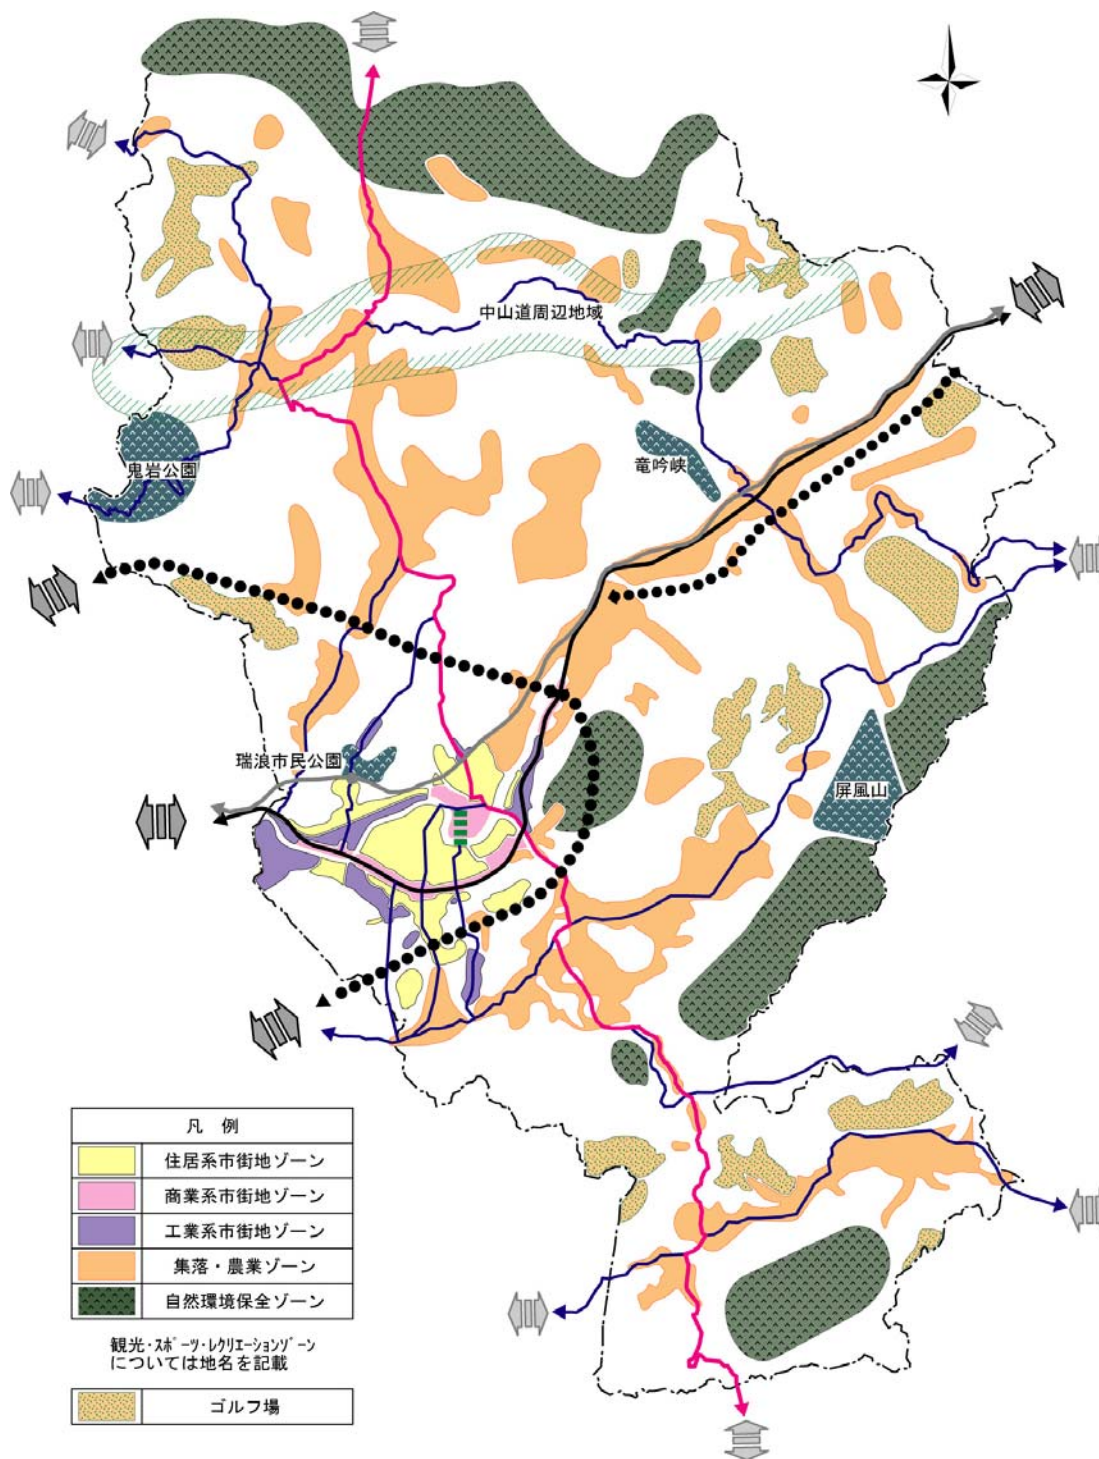 中山道周辺地域
竜吟峡
鬼岩公園
瑞浪市民公園
屏風山
凡 例
住居系市街地ゾーン
商業系市街地ゾーン
工業系市街地ゾーン
集落・農業ゾーン
自然環境保全ゾーン
観光・ｽﾎﾟｰﾂ・ﾚｸﾘｴｰｼｮﾝｿﾞｰﾝ
については地名を記載
ゴルフ場